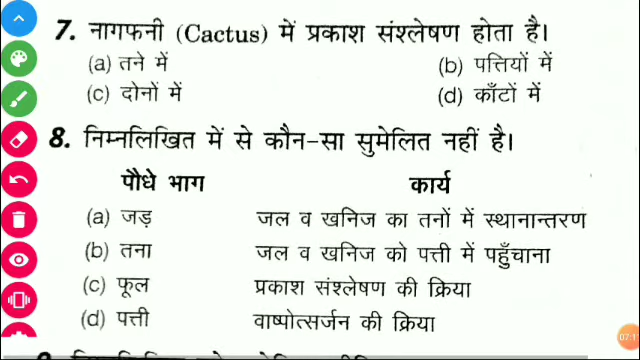 7. नागफनी (Cactus) में प्रकाश संश्लेषण होता है।
(a) तने में (b) पत्तियों में
(c) दोनों में (d) काँटों में
8. निम्नलिखित में से कौन-सा सुमेलित नहीं है।
पौधे भाग कार्य
(a) जड़ जल व खनिज का तनों में स्थानान्तरण
(b) तना जल व खनिज को पत्ती में पहुँचाना
(c) फूल प्रकाश संश्लेषण की क्रिया
(d) पत्ती वाष्पोत्सर्जन की क्रिया